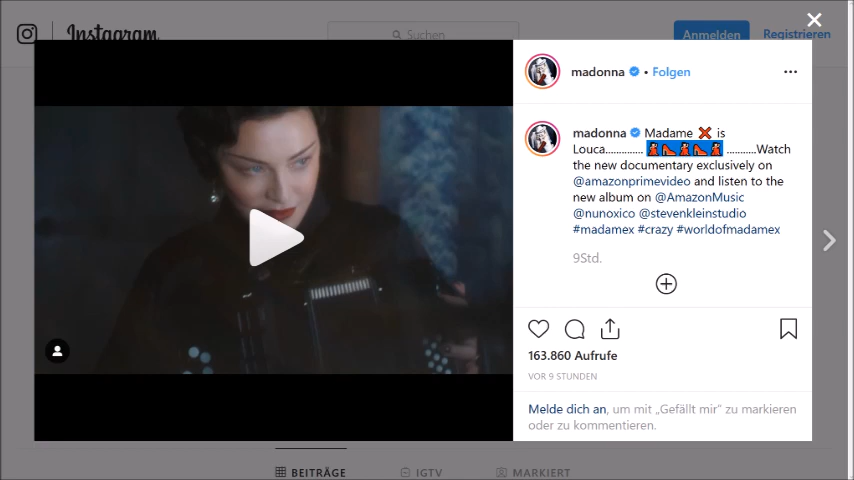 Instagram
Suchen
Anmelden
Registrieren
madonna • Folgen
madonna Madame ❌ is
Louca.............. 💃👠💃👠💃 ...........Watch
the new documentary exclusively on
@amazonprimevideo and listen to the
new album on @AmazonMusic
@nunoxico @stevenkleinstudio
#madamex #crazy #worldofmadamex
9Std.
163.860 Aufrufe
VOR 9 STUNDEN
Melde dich an, um mit „Gefällt mir“ zu markieren
oder zu kommentieren.
BEITRÄGE
IGTV
MARKIERT